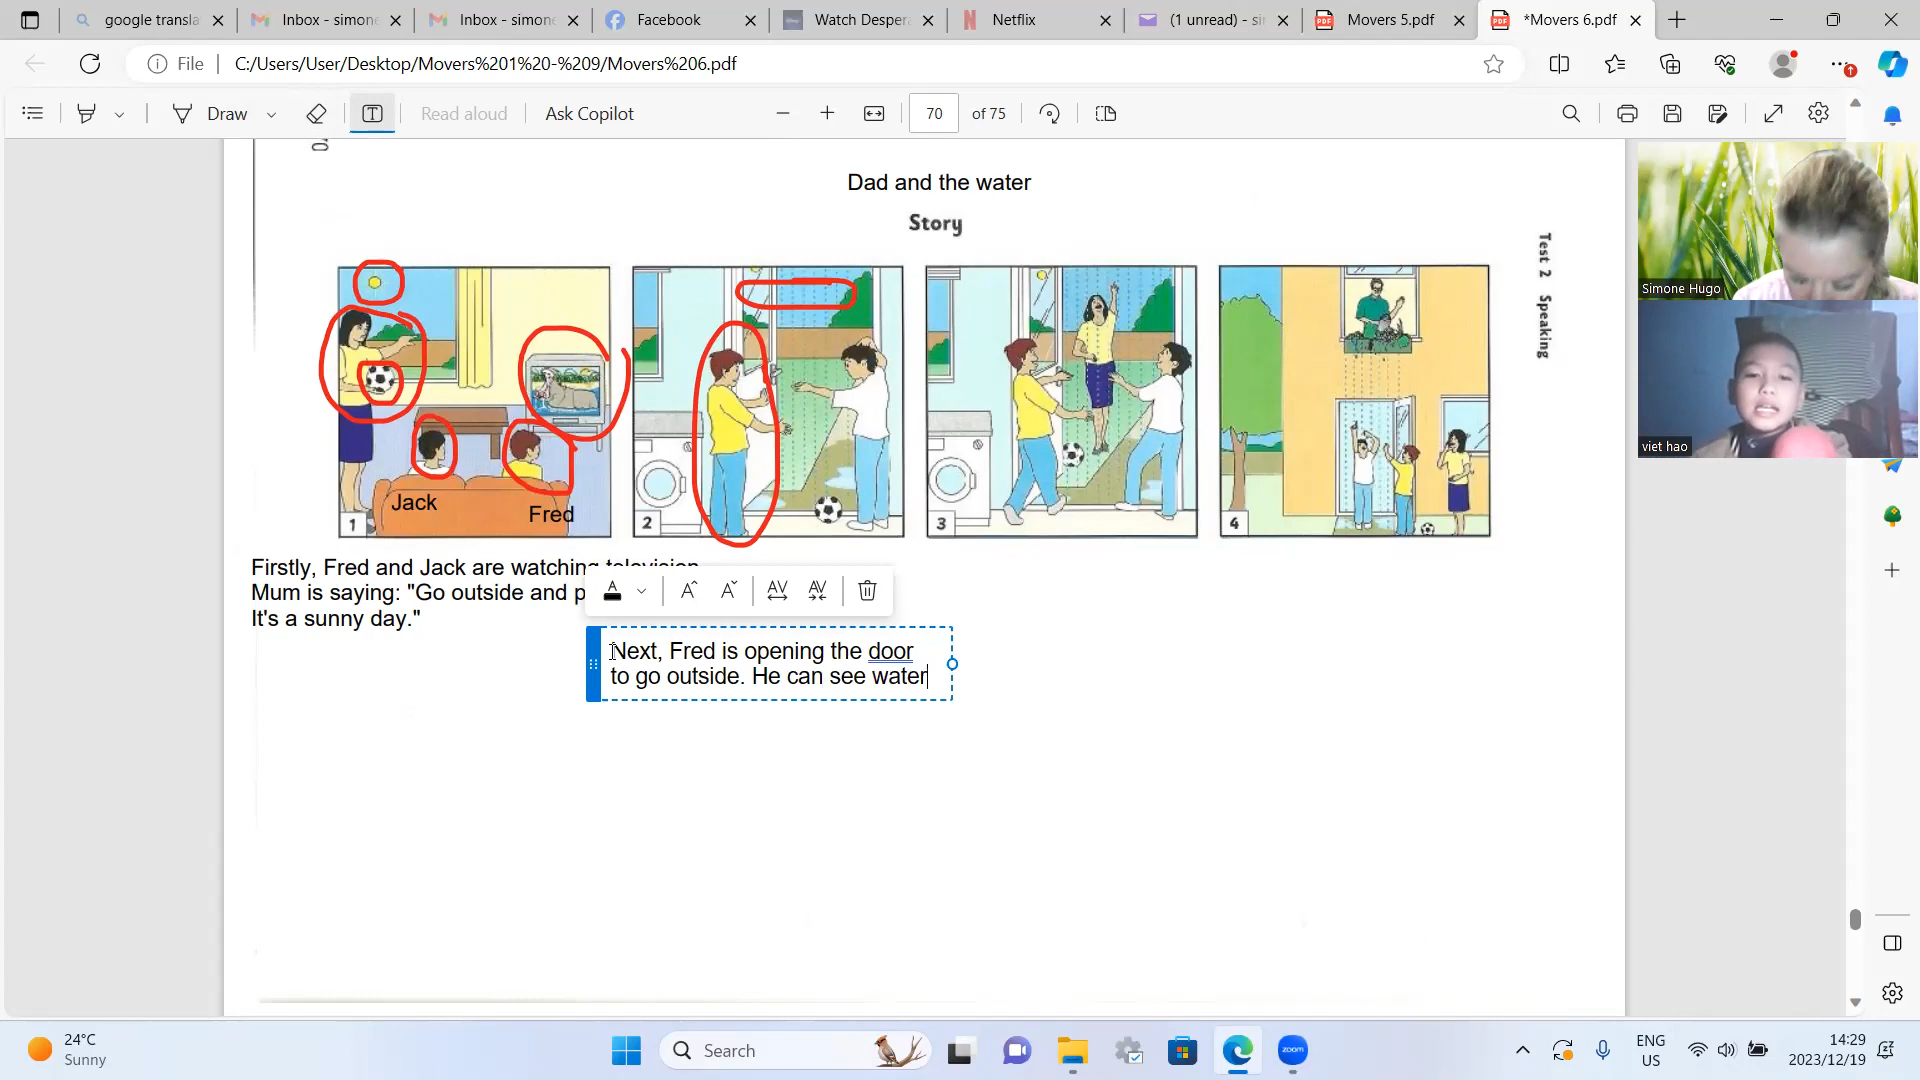 google transla
Inbox - simone
Inbox - simone
Facebook
Watch Desper
Netflix
(1 unread) - si
Movers 5.pdf
*Movers 6.pdf
File
C:/Users/User/Desktop/Movers%201%20-%209/Movers%206.pdf
Draw
Read aloud
Ask Copilot
70
of 75
Dad and the water
Story
Test 2 Speaking
Jack
Fred
1
2
3
4
Firstly, Fred and Jack are watching television
Mum is saying: "Go outside and p
It's a sunny day."
Next, Fred is opening the door
to go outside. He can see water
Simone Hugo
viet hao
24°C
Sunny
Search
zoom
ENG
US
14:29
2023/12/19